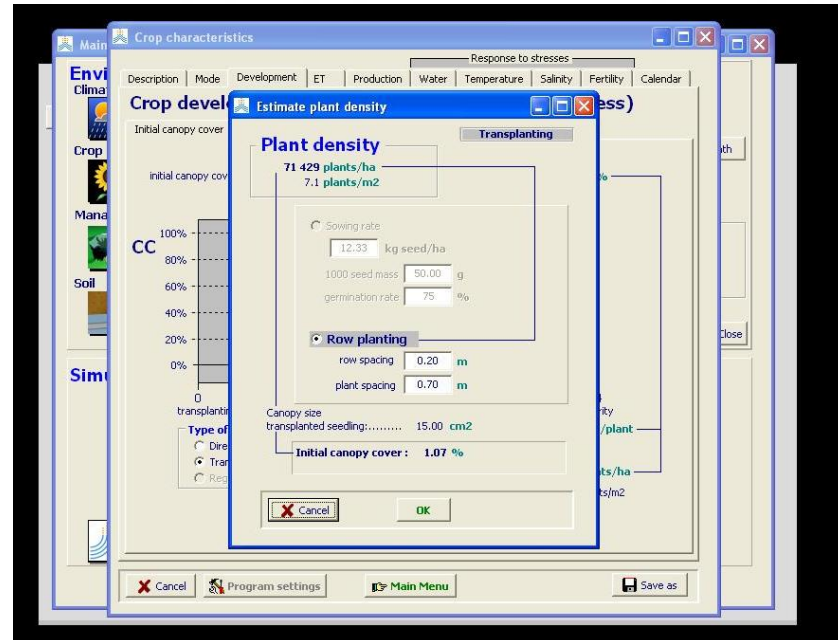 Main
Crop characteristics
Response to stresses
Description Mode Development ET Production Water Temperature Salinity Fertility Calendar
Envi
Clima
Crop
Mana
Soil
Simu
Crop devel
ess)
Initial canopy cover
initial canopy cov
%
CC
100%
80%
60%
40%
20%
0%
0
transplantin
rity
Type of
Dire
Tran
Reg
/plant
ts/ha
ts/m2
Estimate plant density
Transplanting
Plant density
71 429 plants/ha
7.1 plants/m2
Sowing rate
12.33 kg seed/ha
1000 seed mass 50.00 g
germination rate 75 %
Row planting
row spacing 0.20 m
plant spacing 0.70 m
Canopy size
transplanted seedling:......... 15.00 cm2
Initial canopy cover : 1.07 %
Cancel OK
ath
Close
Cancel Program settings Main Menu Save as